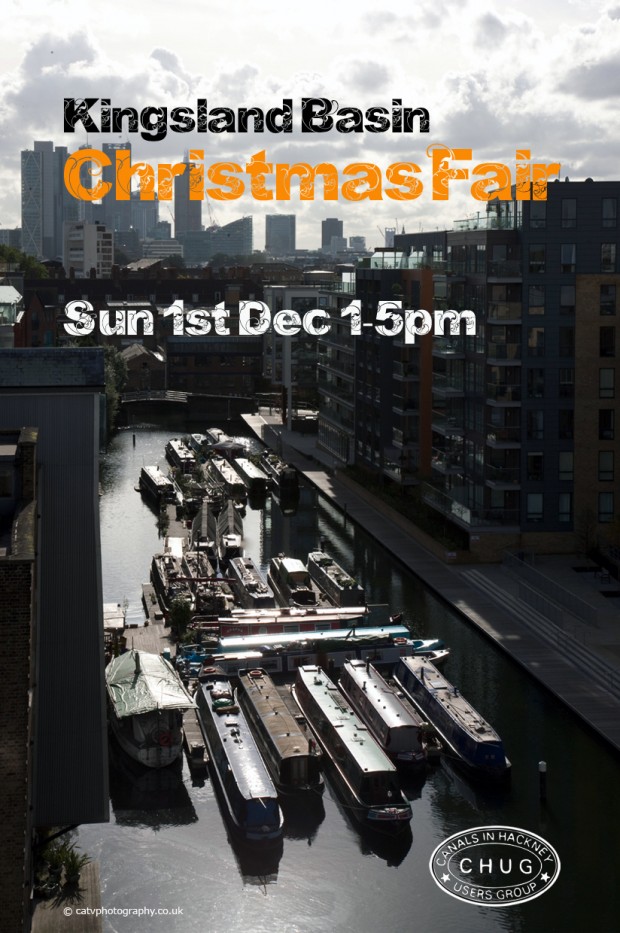 Kingsland Basin
Christmas Fair
Sun 1st Dec 1-5pm
CANALS IN HACKNEY
CHUG
USERS GROUP
© catvphotography.co.uk